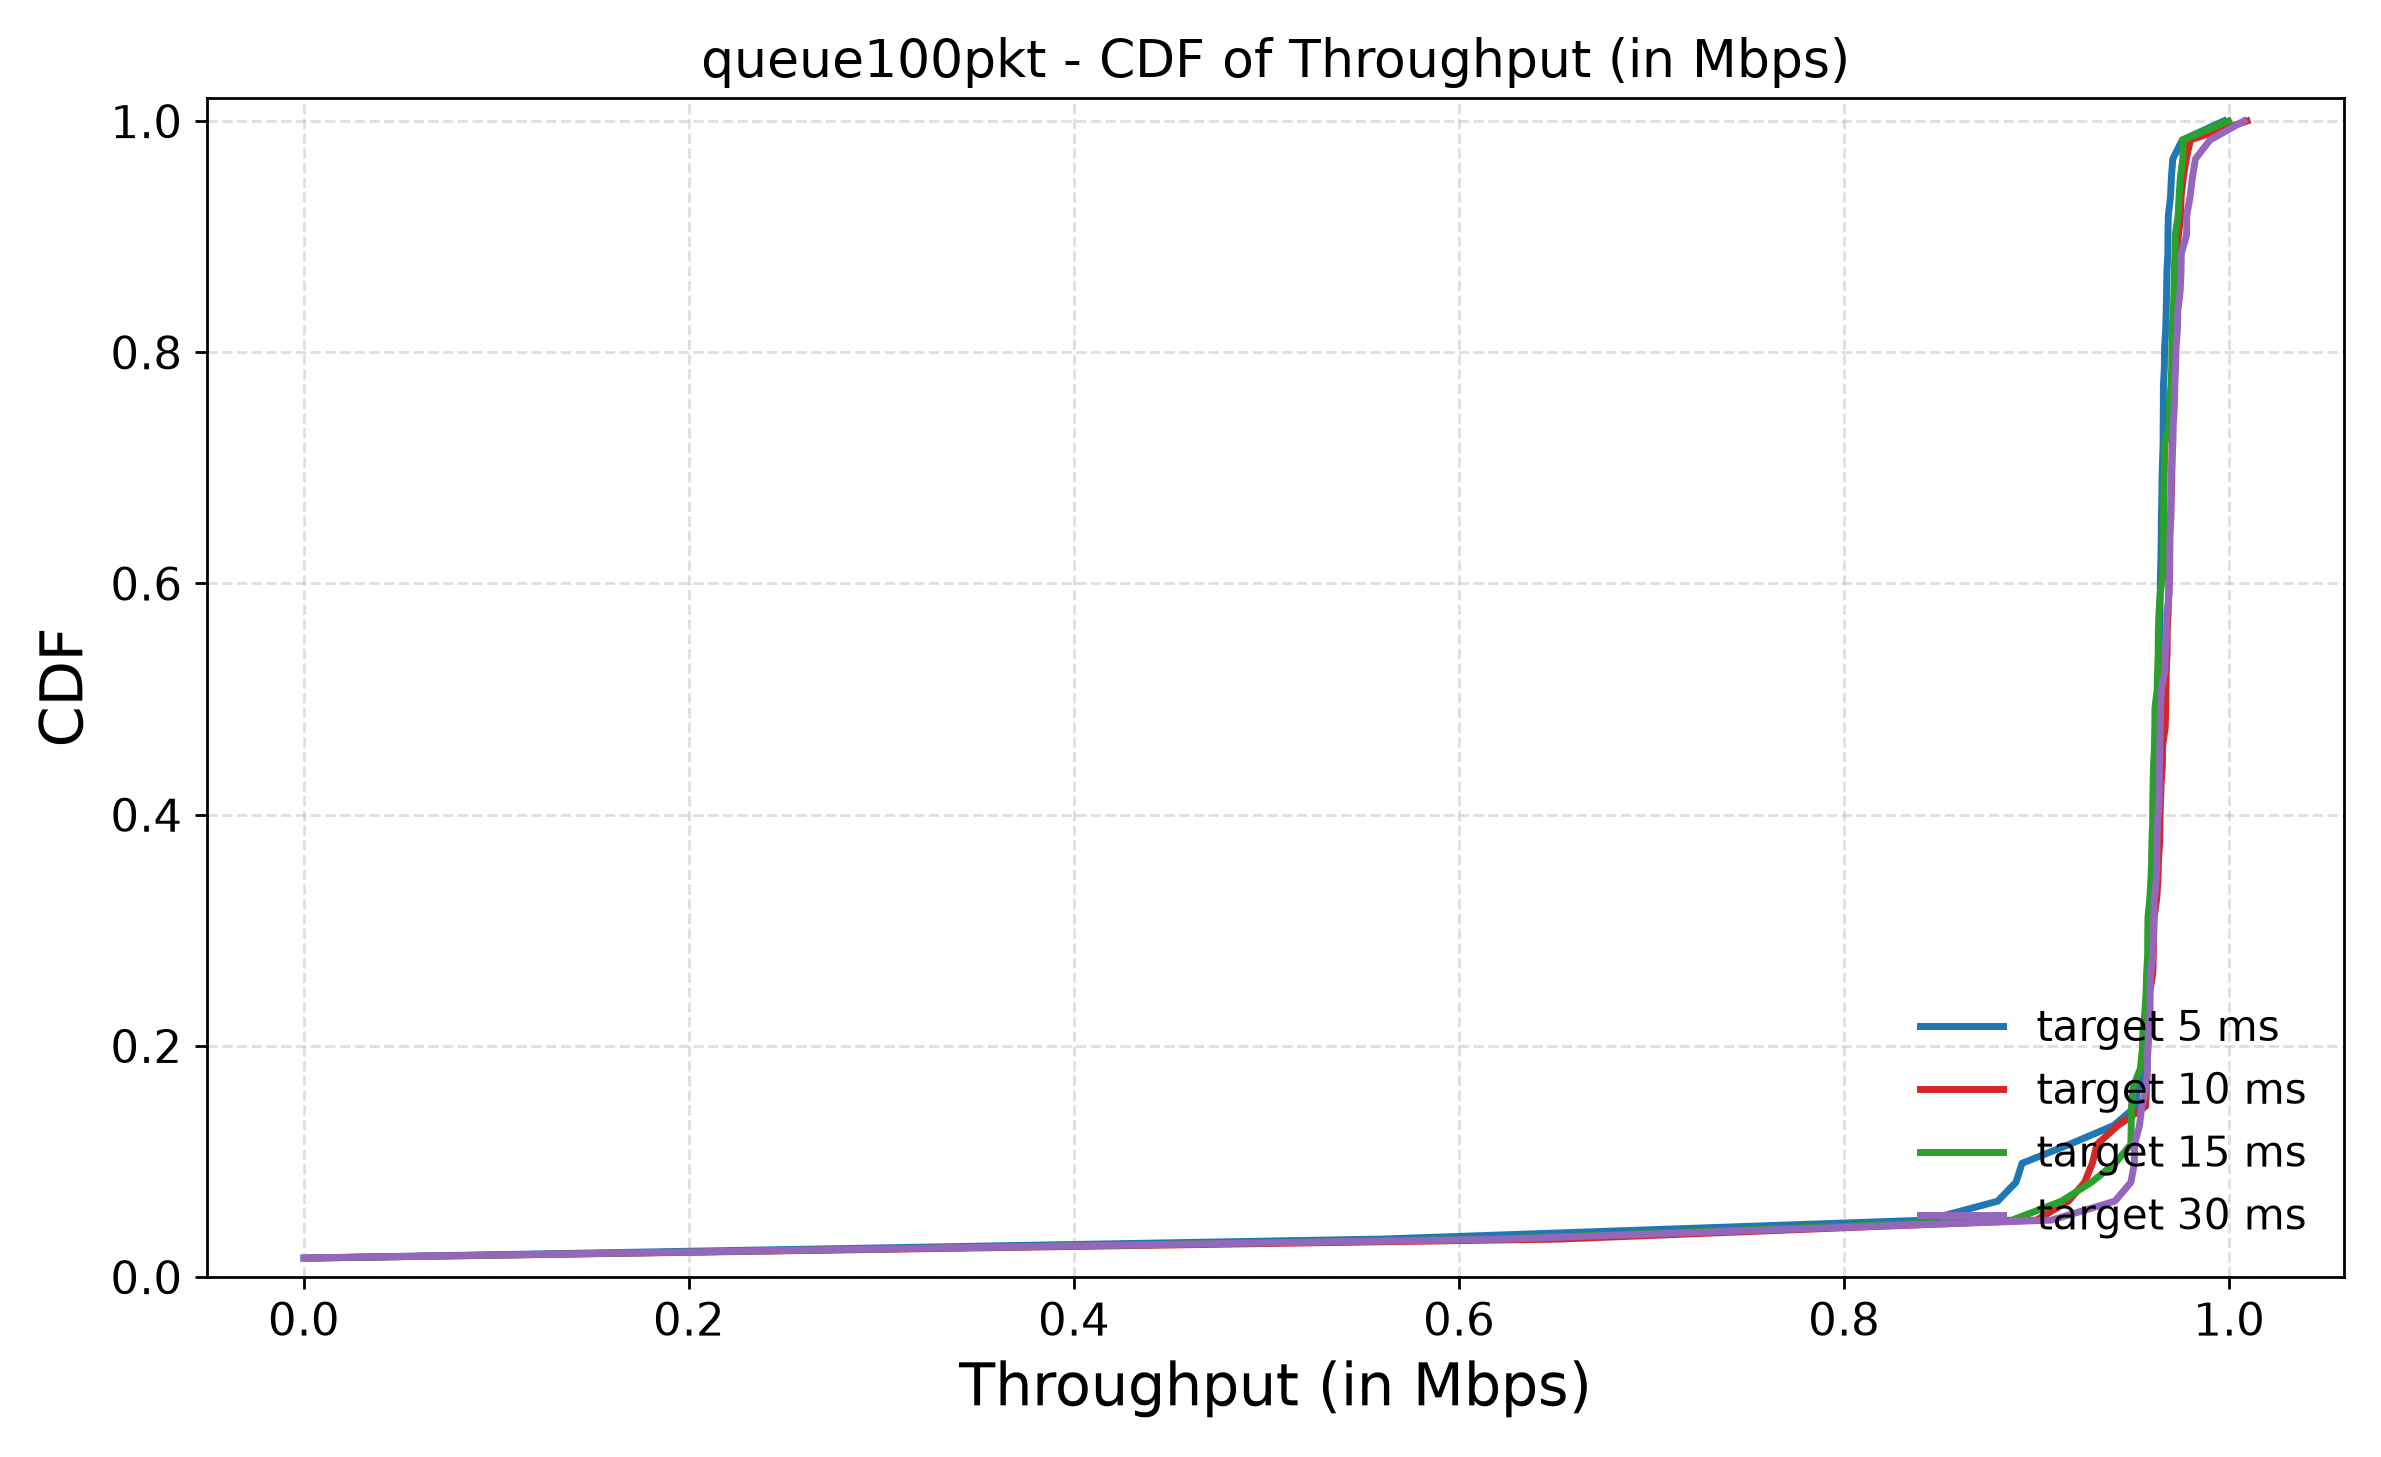 queue100pkt - CDF of Throughput (in Mbps)
1.0
0.8
0.6
0.4
0.2
0.0
CDF
target 5 ms
target 10 ms
target 15 ms
target 30 ms
0.0 0.2 0.4 0.6 0.8 1.0
Throughput (in Mbps)